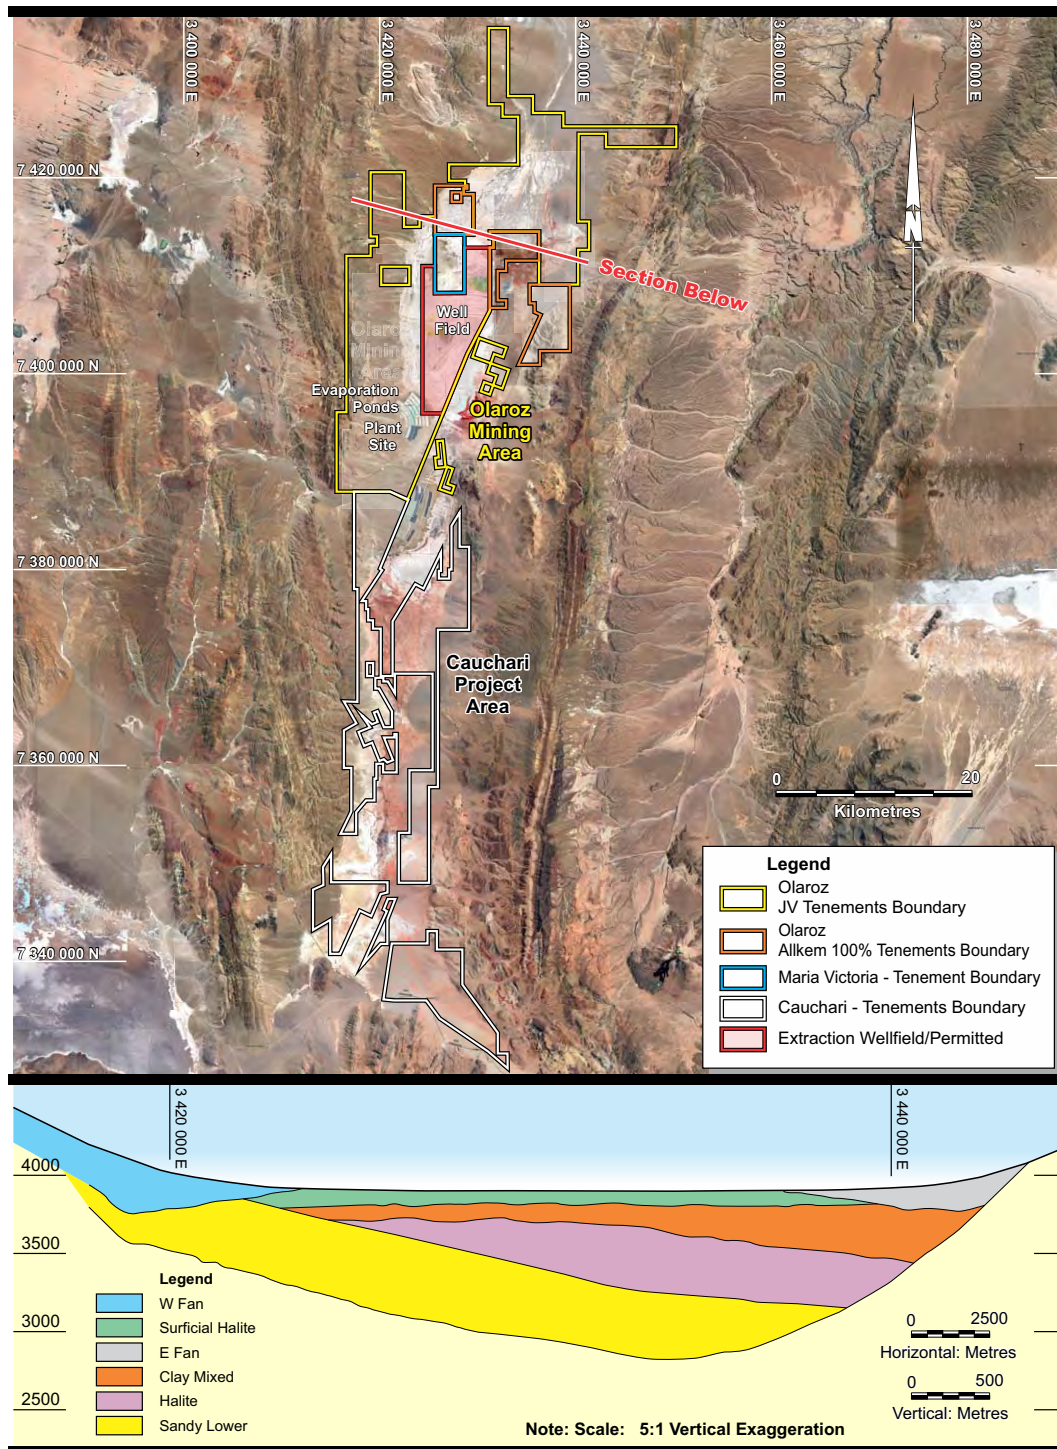 3 400 000 E
3 420 000 E
3 440 000 E
3 460 000 E
3 480 000 E
7 420 000 N
N
Section Below
Well
Field
Olaroz
Mining
Area
7 400 000 N
Evaporation
Ponds
Plant
Site
Olaroz
Mining
Area
7 380 000 N
Cauchari
Project
Area
7 360 000 N
0 20
Kilometres
7 340 000 N
Legend
Olaroz
JV Tenements Boundary
Olaroz
Allkem 100% Tenements Boundary
Maria Victoria - Tenement Boundary
Cauchari - Tenements Boundary
Extraction Wellfield/Permitted
3 420 000 E
3 440 000 E
4000
3500
3000
2500
Legend
W Fan
Surficial Halite
E Fan
Clay Mixed
Halite
Sandy Lower
0 2500
Horizontal: Metres
0 500
Vertical: Metres
Note: Scale: 5:1 Vertical Exaggeration